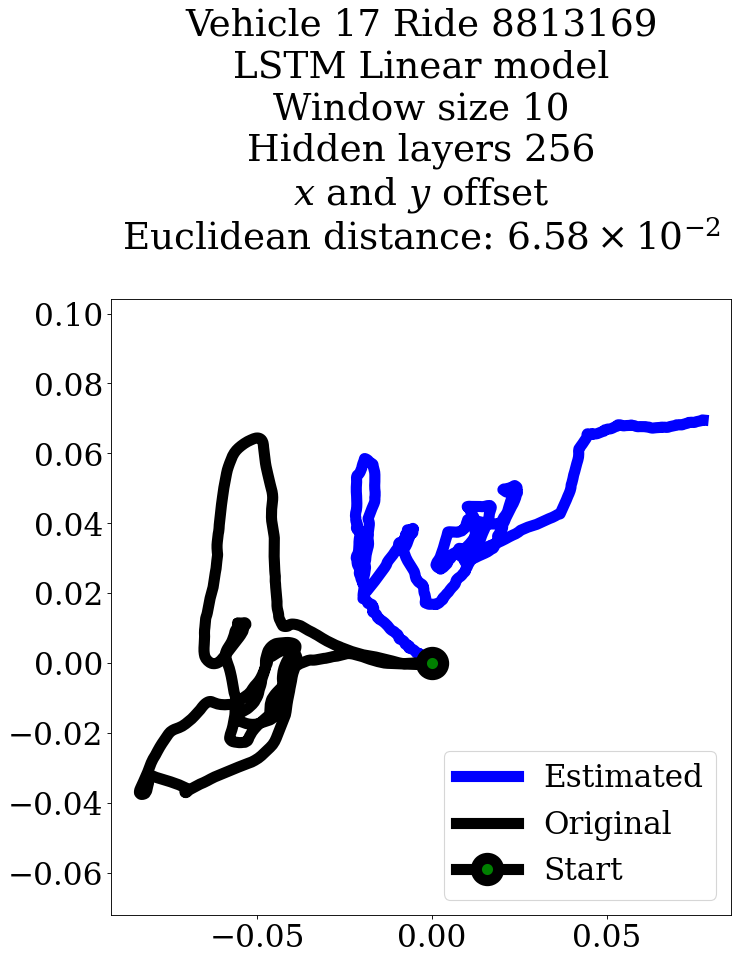 Vehicle 17 Ride 8813169
LSTM Linear model
Window size 10
Hidden layers 256
x and y offset
Euclidean distance: 6.58 × 10⁻²
0.10
0.08
0.06
0.04
0.02
0.00
−0.02
−0.04
−0.06
Estimated
Original
Start
−0.05 0.00 0.05